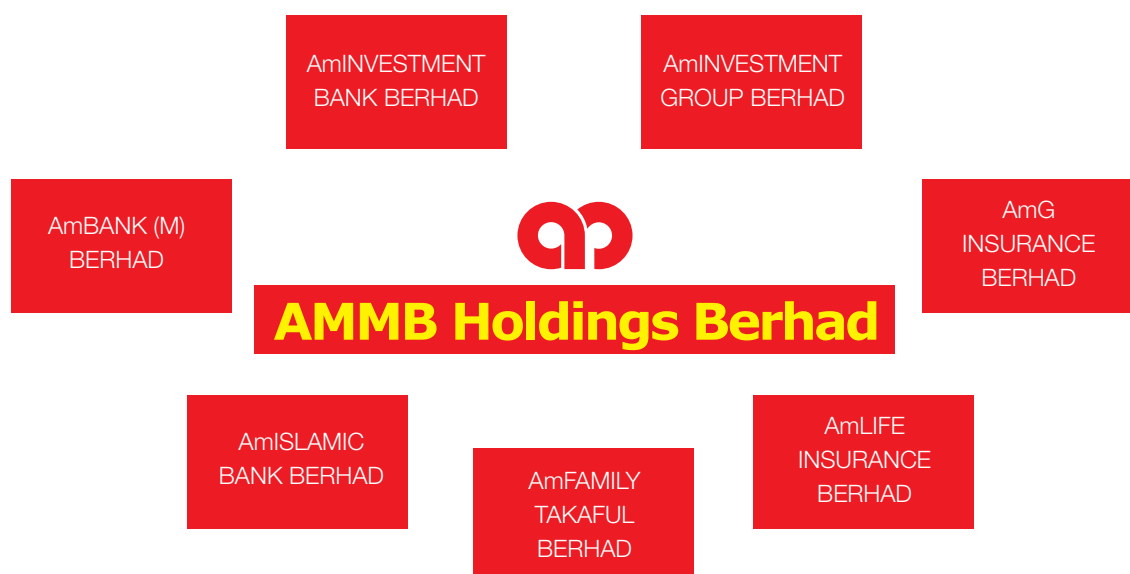 AmINVESTMENT
BANK BERHAD
AmINVESTMENT
GROUP BERHAD
AmBANK (M)
BERHAD
AmG
INSURANCE
BERHAD
AMMB Holdings Berhad
AmISLAMIC
BANK BERHAD
AmFAMILY
TAKAFUL
BERHAD
AmLIFE
INSURANCE
BERHAD